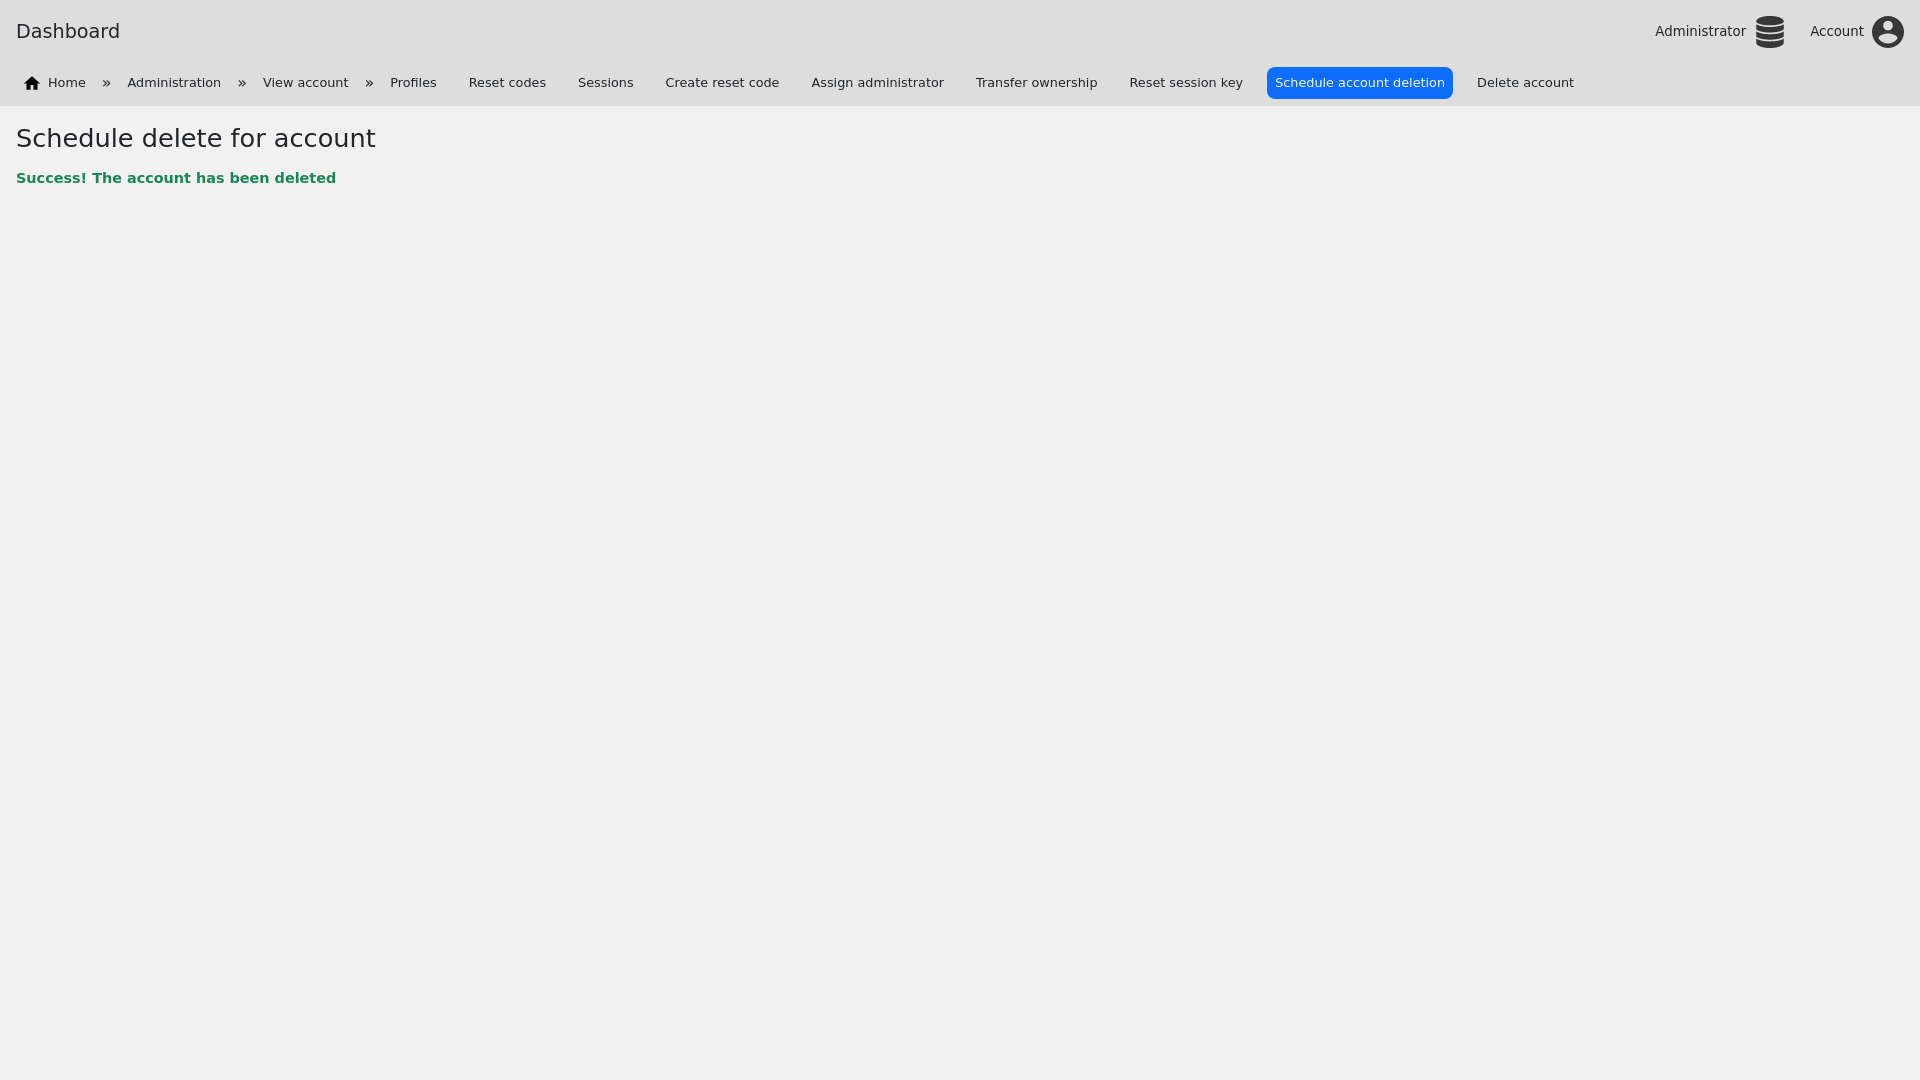 Dashboard
Administrator
Account
Home » Administration » View account » Profiles Reset codes Sessions Create reset code Assign administrator Transfer ownership Reset session key Schedule account deletion Delete account
Schedule delete for account
Success! The account has been deleted